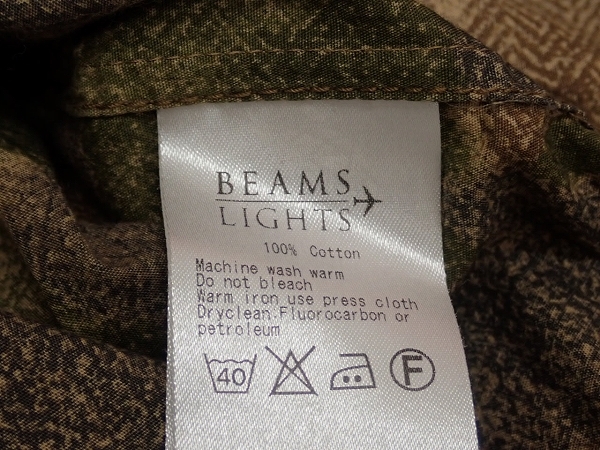 BEAMS
LIGHTS
100% Cotton
Machine wash warm
Do not bleach
Warm iron use press cloth
Dryclean:Fluorocarbon or
petroleum
40
F